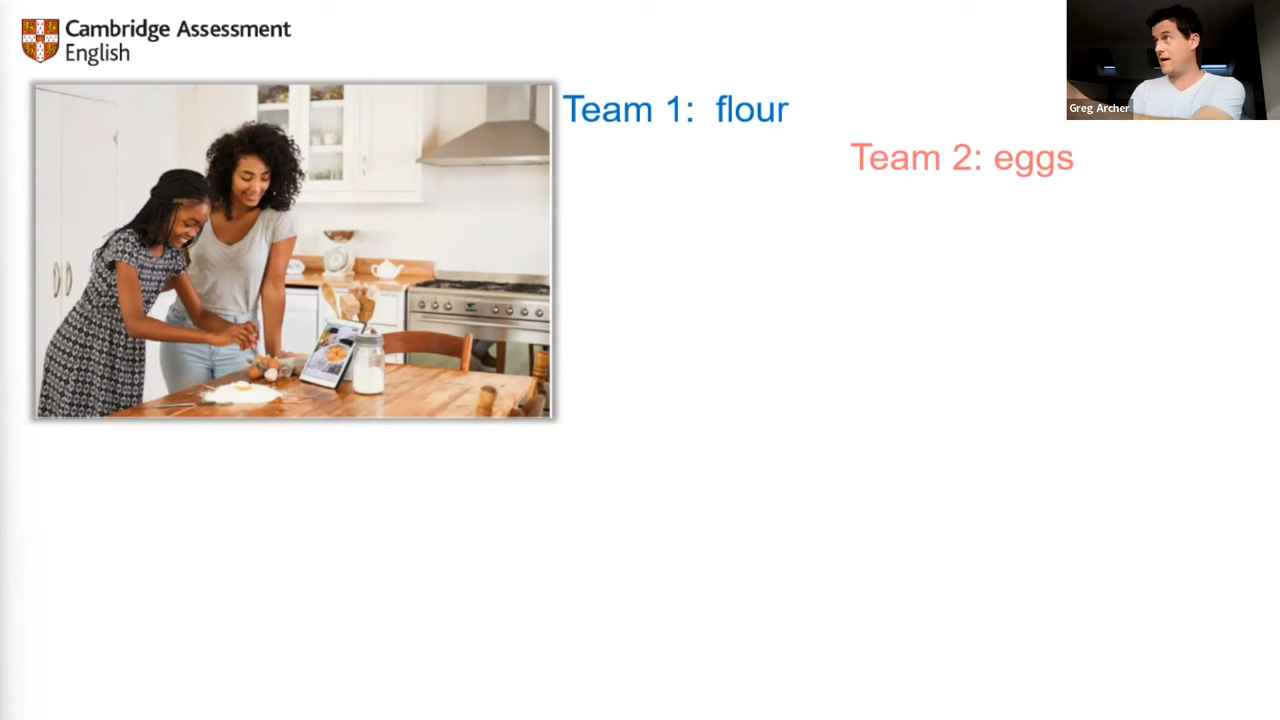 Cambridge Assessment
English
Team 1:  flour
Team 2: eggs
Greg Archer